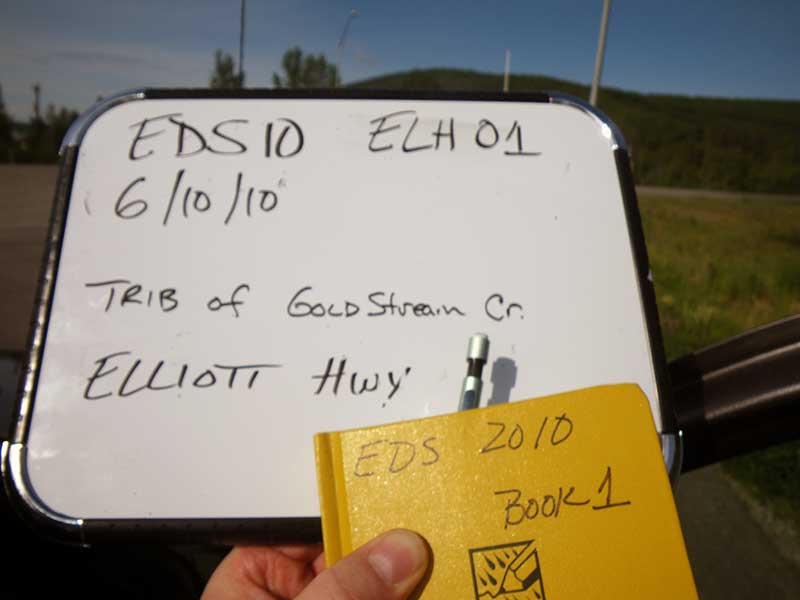 EDS10 ELH01
6/10/10
TRIB of GOLDStream Cr.
ELLIOTT HWY
EDS 2010
BOOK 1